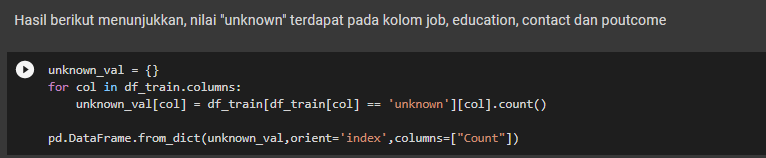 Hasil berikut menunjukkan, nilai "unknown" terdapat pada kolom job, education, contact dan poutcome
unknown_val = {}
for col in df_train.columns:
    unknown_val[col] = df_train[df_train[col] == 'unknown'][col].count()
pd.DataFrame.from_dict(unknown_val,orient='index',columns=["Count"])